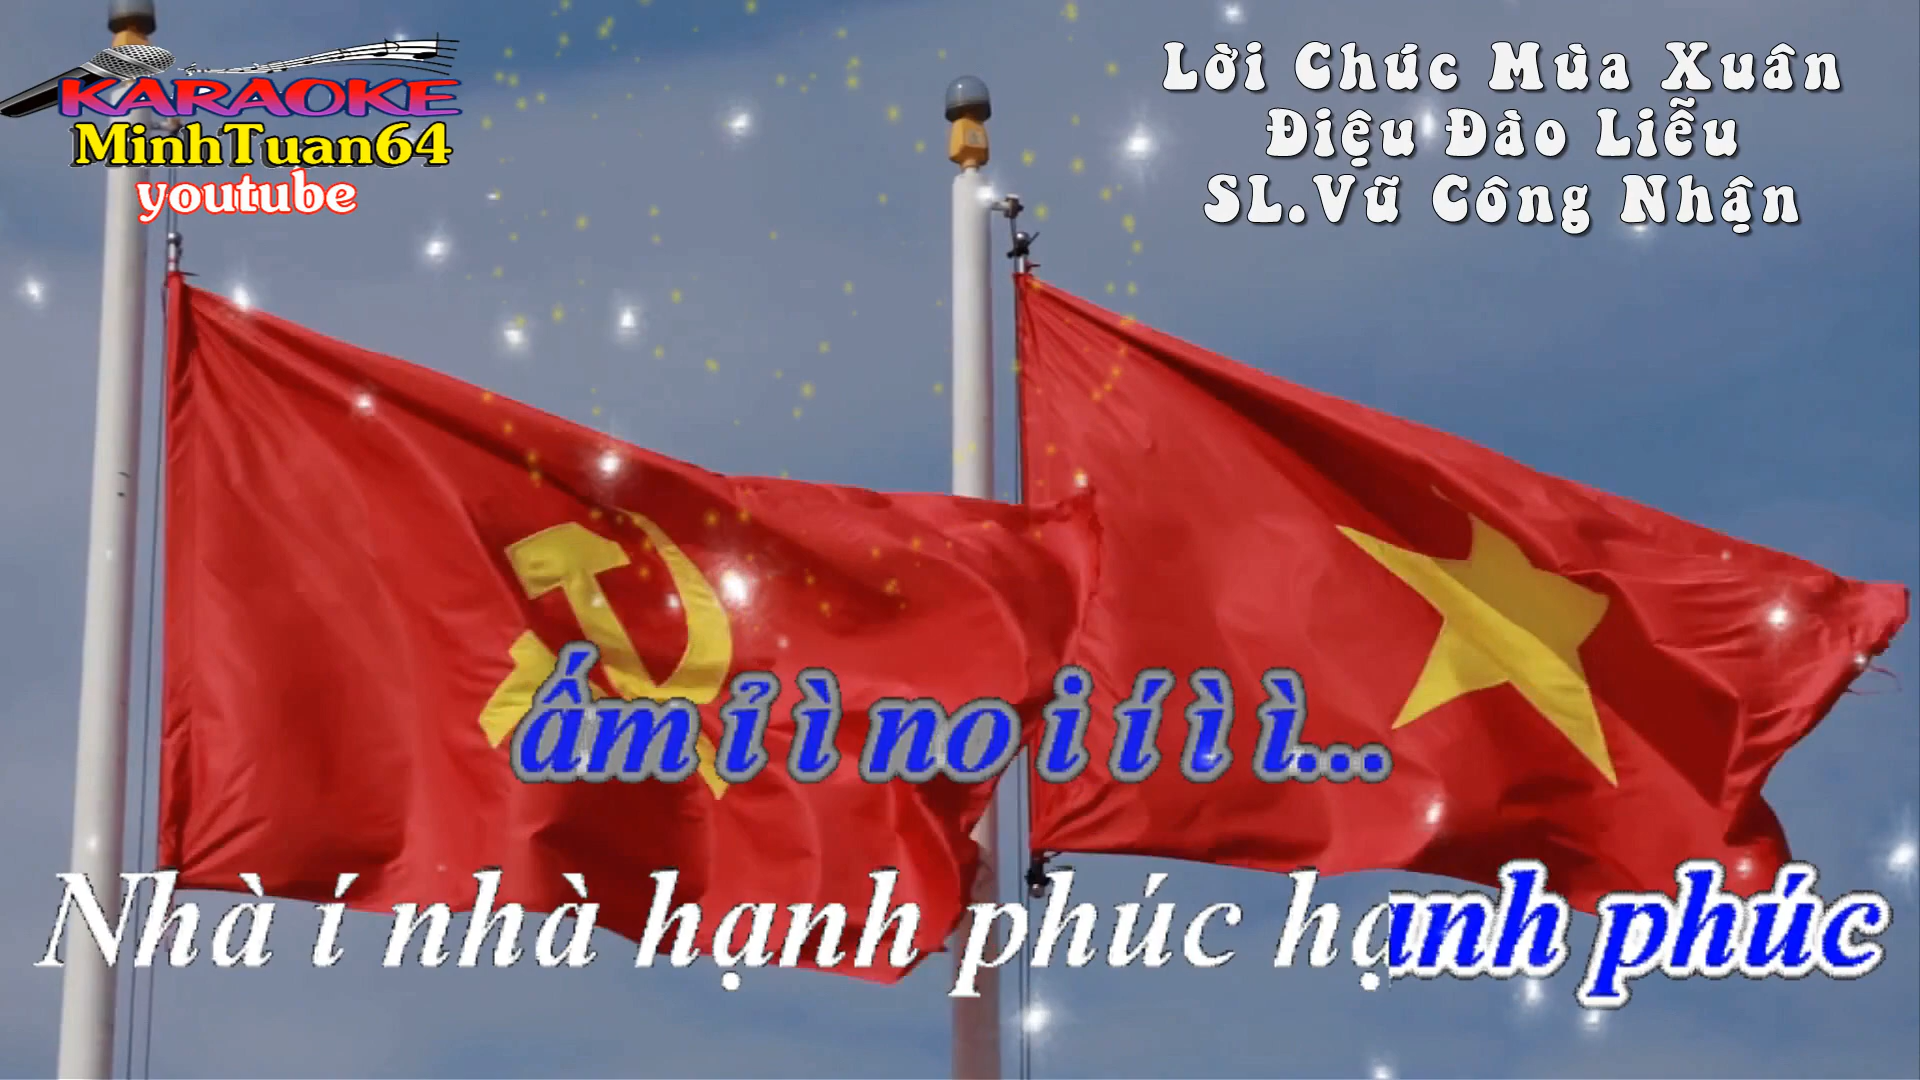 KARAOKE
MinhTuan64
youtube
Lời Chúc Mùa Xuân
Điệu Đào Liễu
SL.Vũ Công Nhận
ấm ỉ ì no i í ì ì...
Nhà í nhà hạnh phúc hạnh phúc